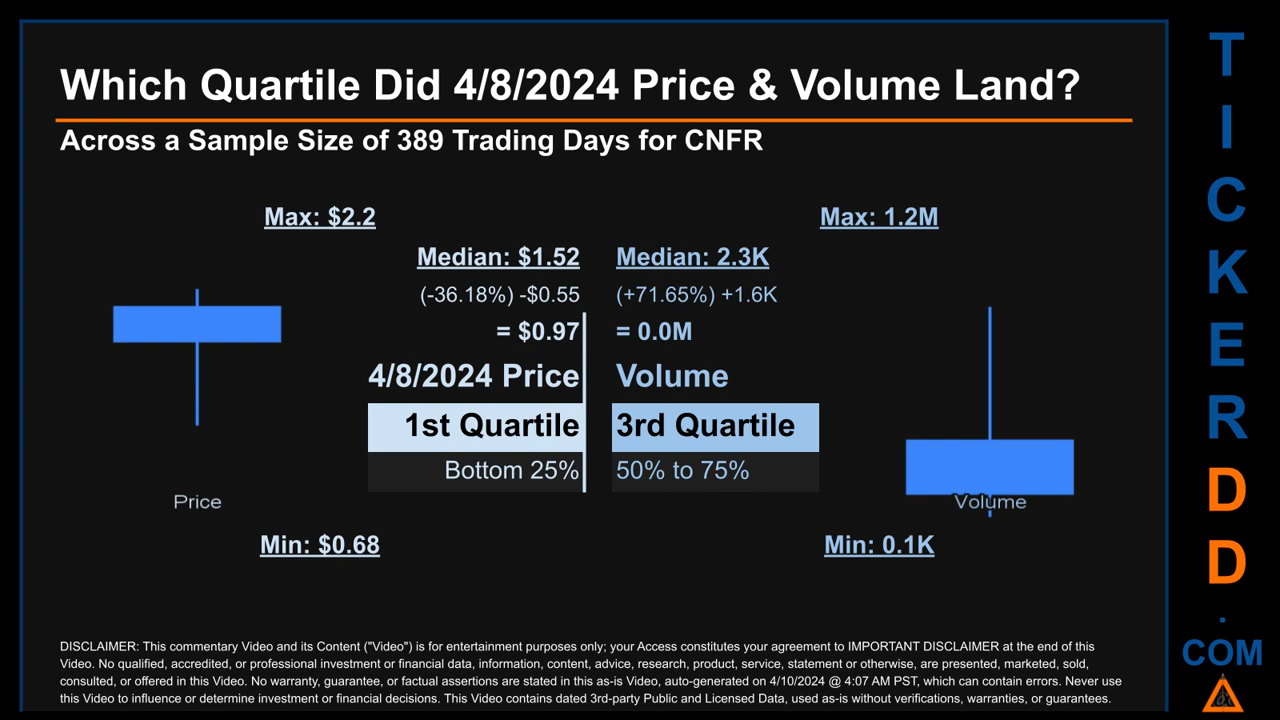 Which Quartile Did 4/8/2024 Price & Volume Land?
Across a Sample Size of 389 Trading Days for CNFR
Max: $2.2
Max: 1.2M
Median: $1.52
Median: 2.3K
(-36.18%) -$0.55
(+71.65%) +1.6K
= $0.97
= 0.0M
4/8/2024 Price
Volume
1st Quartile
3rd Quartile
Bottom 25%
50% to 75%
Price
Volume
Min: $0.68
Min: 0.1K
DISCLAIMER: This commentary Video and its Content ("Video") is for entertainment purposes only; your Access constitutes your agreement to IMPORTANT DISCLAIMER at the end of this
Video. No qualified, accredited, or professional investment or financial data, information, content, advice, research, product, service, statement or otherwise, are presented, marketed, sold,
consulted, or offered in this Video. No warranty, guarantee, or factual assertions are stated in this as-is Video, auto-generated on 4/10/2024 @ 4:07 AM PST, which can contain errors. Never use
this Video to influence or determine investment or financial decisions. This Video contains dated 3rd-party Public and Licensed Data, used as-is without verifications, warranties, or guarantees.
T
I
C
K
E
R
D
D
.
COM